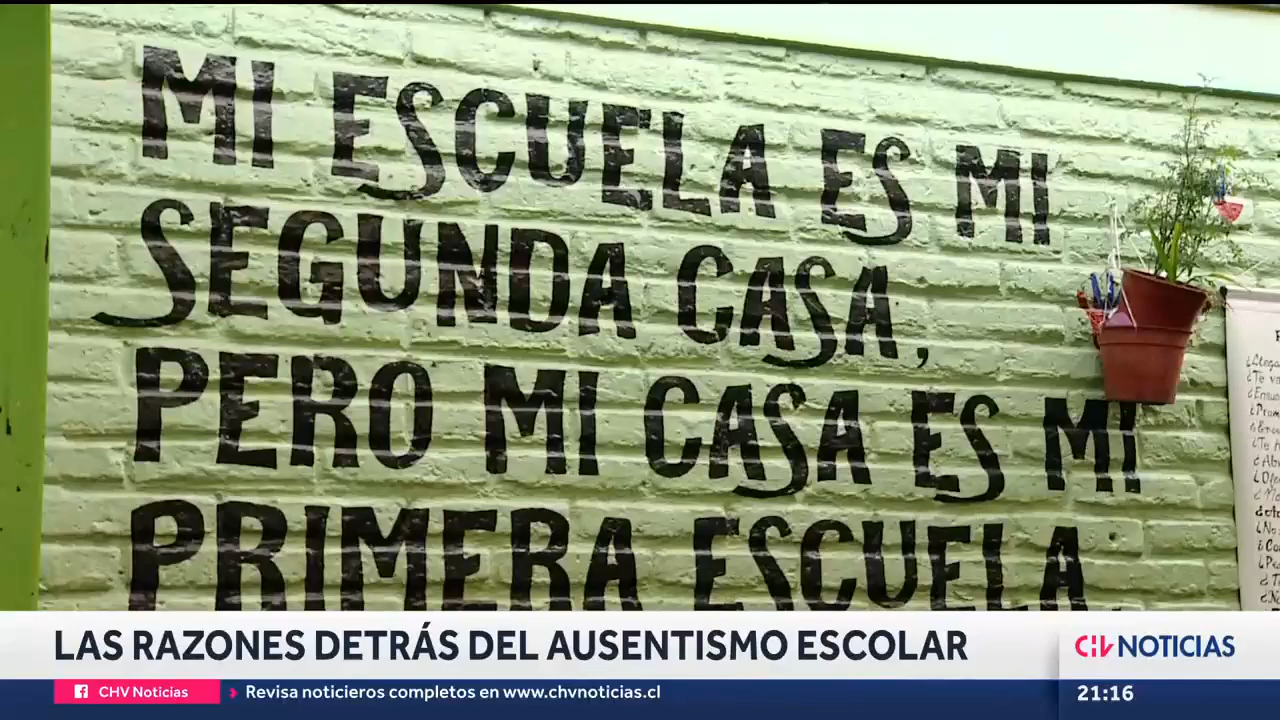 MI ESCUELA ES MI
SEGUNDA CASA,
PERO MI CASA ES MI
PRIMERA ESCUELA.
LAS RAZONES DETRÁS DEL AUSENTISMO ESCOLAR
CHV NOTICIAS
CHV Noticias
Revisa noticieros completos en www.chvnoticias.cl
21:16